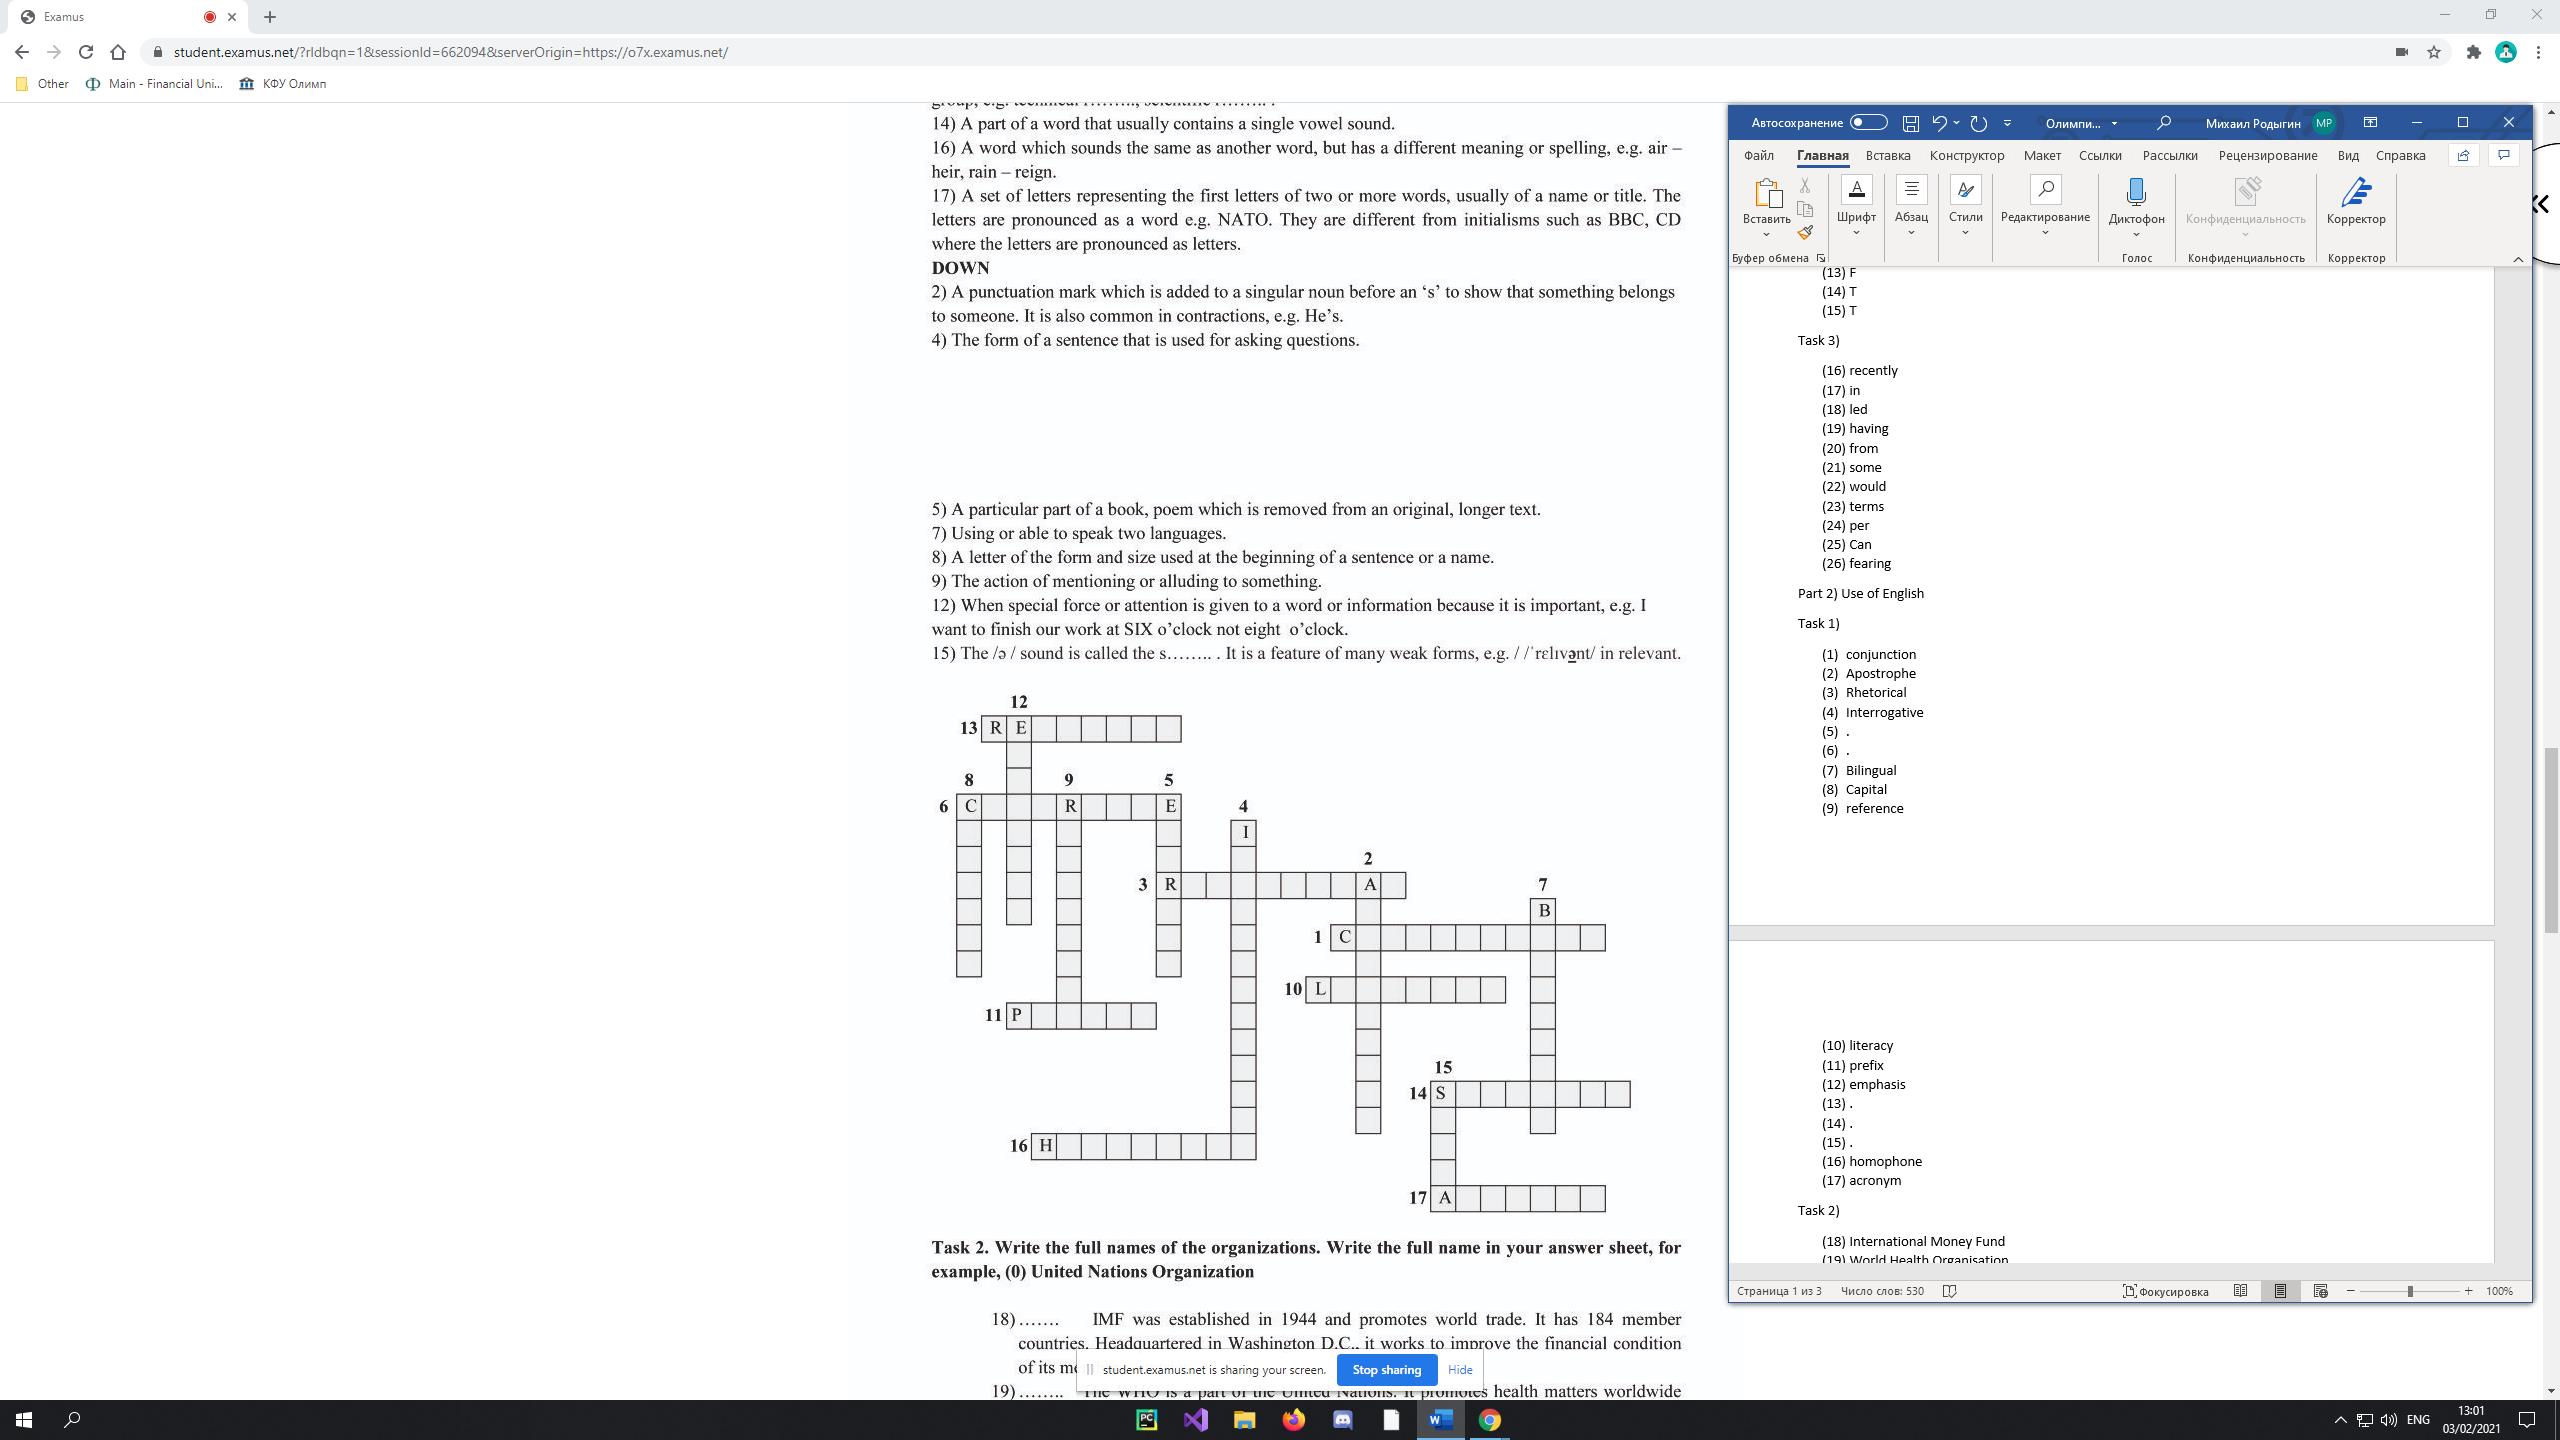 Examus
student.examus.net/?rldbqn=1&sessionId=662094&serverOrigin=https://o7x.examus.net/
Other
Main - Financial Uni...
КФУ Олимп
14) A part of a word that usually contains a single vowel sound.
16) A word which sounds the same as another word, but has a different meaning or spelling, e.g. air –
heir, rain – reign.
17) A set of letters representing the first letters of two or more words, usually of a name or title. The
letters are pronounced as a word e.g. NATO. They are different from initialisms such as BBC, CD
where the letters are pronounced as letters.
DOWN
2) A punctuation mark which is added to a singular noun before an ‘s’ to show that something belongs
to someone. It is also common in contractions, e.g. He’s.
4) The form of a sentence that is used for asking questions.
5) A particular part of a book, poem which is removed from an original, longer text.
7) Using or able to speak two languages.
8) A letter of the form and size used at the beginning of a sentence or a name.
9) The action of mentioning or alluding to something.
12) When special force or attention is given to a word or information because it is important, e.g. I
want to finish our work at SIX o’clock not eight o’clock.
15) The /ə / sound is called the s…….. . It is a feature of many weak forms, e.g. / /ˈrɛlɪvənt/ in relevant.
12
13 R E
8 9 5
6 C R E 4
I
2
3 R A 7
B
1 C
10 L
11 P
15
14 S
16 H
17 A
Task 2. Write the full names of the organizations. Write the full name in your answer sheet, for
example, (0) United Nations Organization
18)……. IMF was established in 1944 and promotes world trade. It has 184 member
countries. Headquartered in Washington D.C., it works to improve the financial condition
of its
19)…….. The WHO is a part of the United Nations. It promotes health matters worldwide
student.examus.net is sharing your screen.
Stop sharing
Hide
Автосохранение
Олимпи...
Михаил Родыгин
МР
Файл Главная Вставка Конструктор Макет Ссылки Рассылки Рецензирование Вид Справка
Вставить
Шрифт
Абзац
Стили
Редактирование
Диктофон
Конфиденциальность
Корректор
Буфер обмена
Голос
Конфиденциальность
Корректор
(13) F
(14) T
(15) T
Task 3)
(16) recently
(17) in
(18) led
(19) having
(20) from
(21) some
(22) would
(23) terms
(24) per
(25) Can
(26) fearing
Part 2) Use of English
Task 1)
(1) conjunction
(2) Apostrophe
(3) Rhetorical
(4) Interrogative
(5) .
(6) .
(7) Bilingual
(8) Capital
(9) reference
(10) literacy
(11) prefix
(12) emphasis
(13) .
(14) .
(15) .
(16) homophone
(17) acronym
Task 2)
(18) International Money Fund
(19) World Health Organisation
Страница 1 из 3
Число слов: 530
Фокусировка
100%
ENG
13:01
03/02/2021